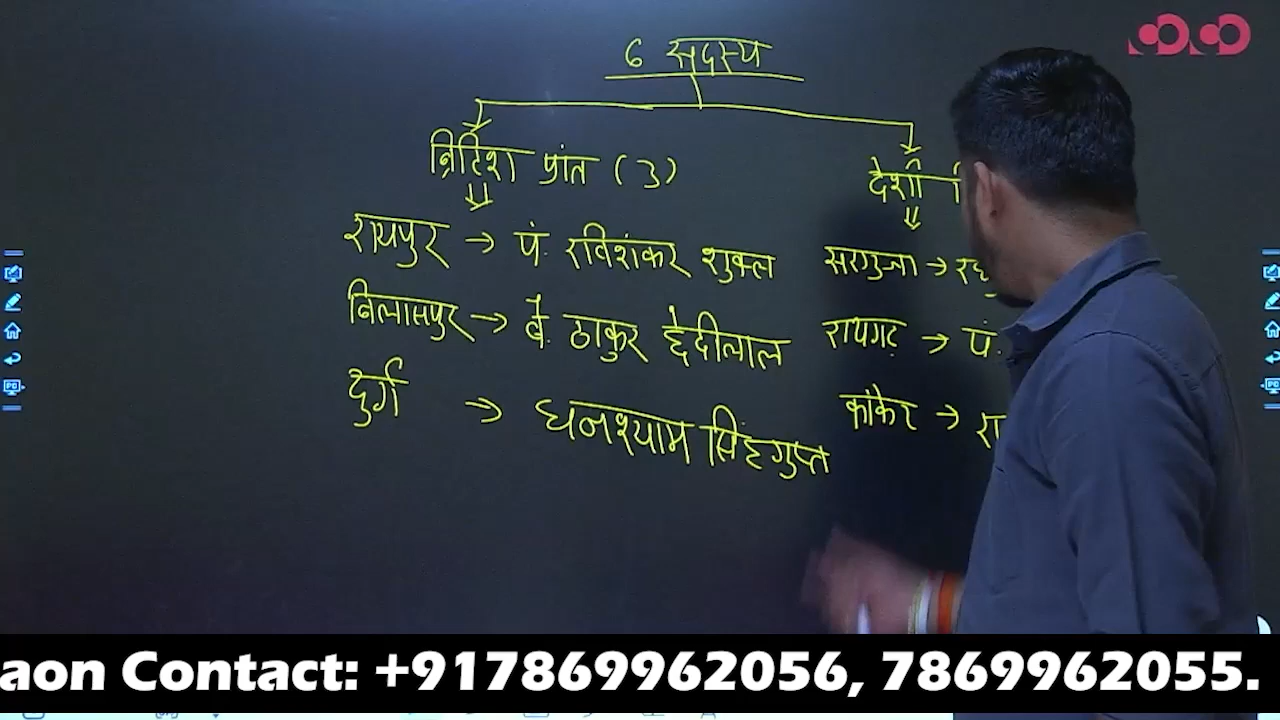 6 सदस्य
ब्रिटिश प्रांत (3)
देशी
रायपुर → पं. रविशंकर शुक्ल
सरगुजा →
बिलासपुर → बै. ठाकुर छेदीलाल
रायगढ़ → पं.
दुर्ग → घनश्याम सिंह गुप्त
कांकेर → रा
aon Contact: +917869962056, 7869962055.